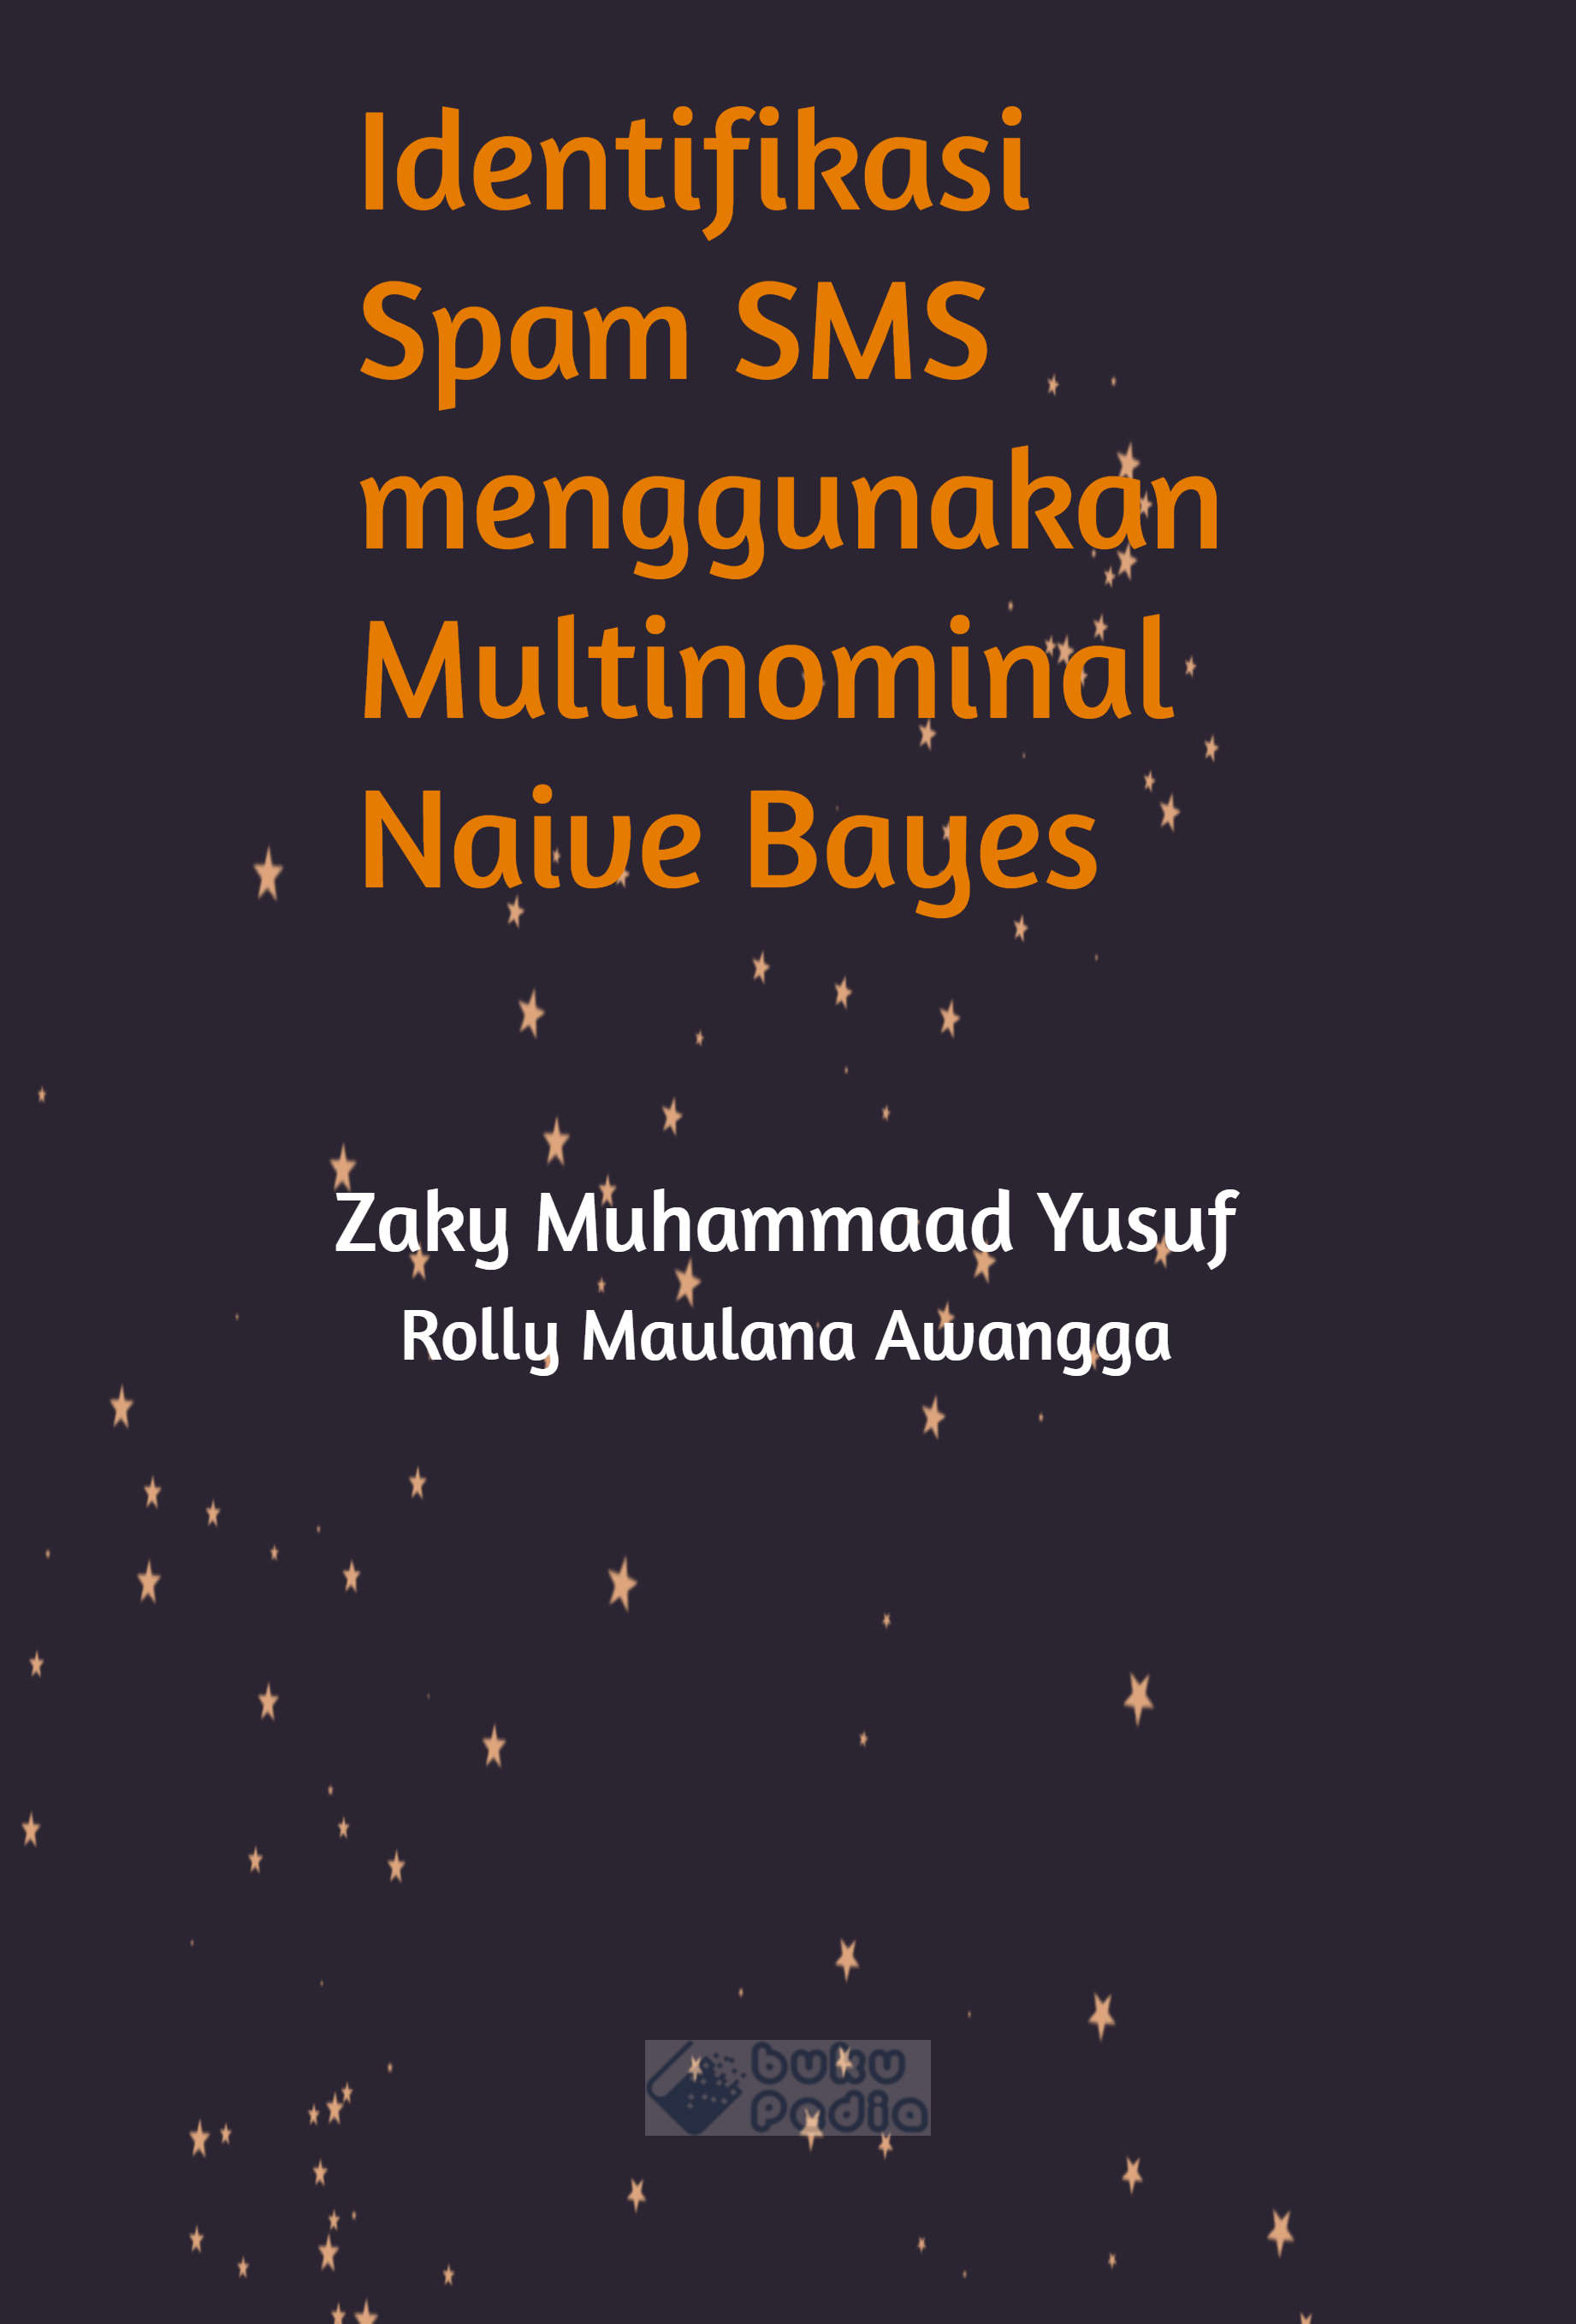 Identifikasi
Spam SMS
menggunakan
Multinominal
Naive Bayes
Zaky Muhammaad Yusuf
Rolly Maulana Awangga
buku
pedia